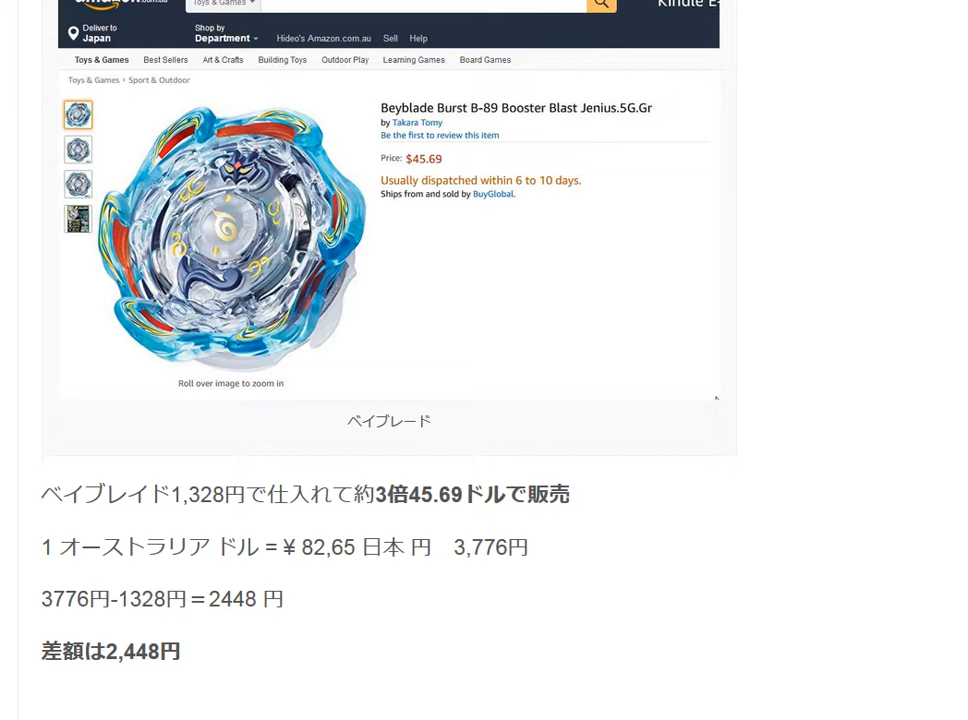 Toys & Games
Deliver to
Japan
Shop by
Department
Hideo's Amazon.com.au
Sell
Help
Toys & Games
Best Sellers
Art & Crafts
Building Toys
Outdoor Play
Learning Games
Board Games
Toys & Games › Sport & Outdoor
Beyblade Burst B-89 Booster Blast Jenius.5G.Gr
by Takara Tomy
Be the first to review this item
Price: $45.69
Usually dispatched within 6 to 10 days.
Ships from and sold by BuyGlobal.
Roll over image to zoom in
ベイブレード
ベイブレイド1,328円で仕入れて約3倍45.69ドルで販売
1 オーストラリア ドル = ¥ 82,65 日本 円　3,776円
3776円-1328円＝2448 円
差額は2,448円